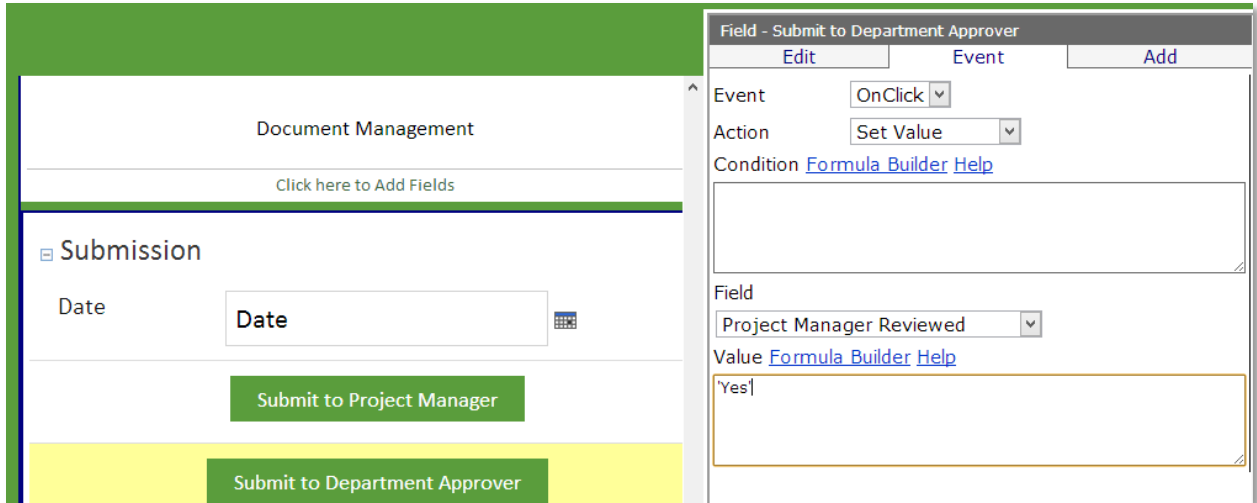 Document Management
Click here to Add Fields
Submission
Date
Date
Submit to Project Manager
Submit to Department Approver
Field - Submit to Department Approver
Edit Event Add
Event OnClick
Action Set Value
Condition Formula Builder Help
Field
Project Manager Reviewed
Value Formula Builder Help
'Yes'